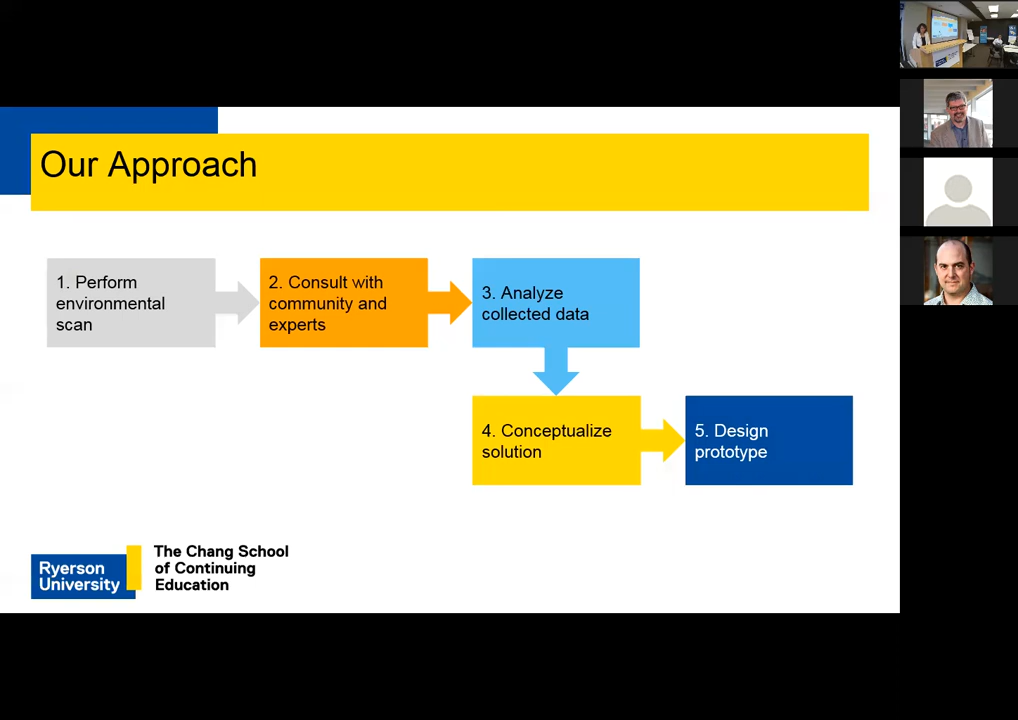 Our Approach
1. Perform
environmental
scan
2. Consult with
community and
experts
3. Analyze
collected data
4. Conceptualize
solution
5. Design
prototype
Ryerson
University
The Chang School
of Continuing
Education